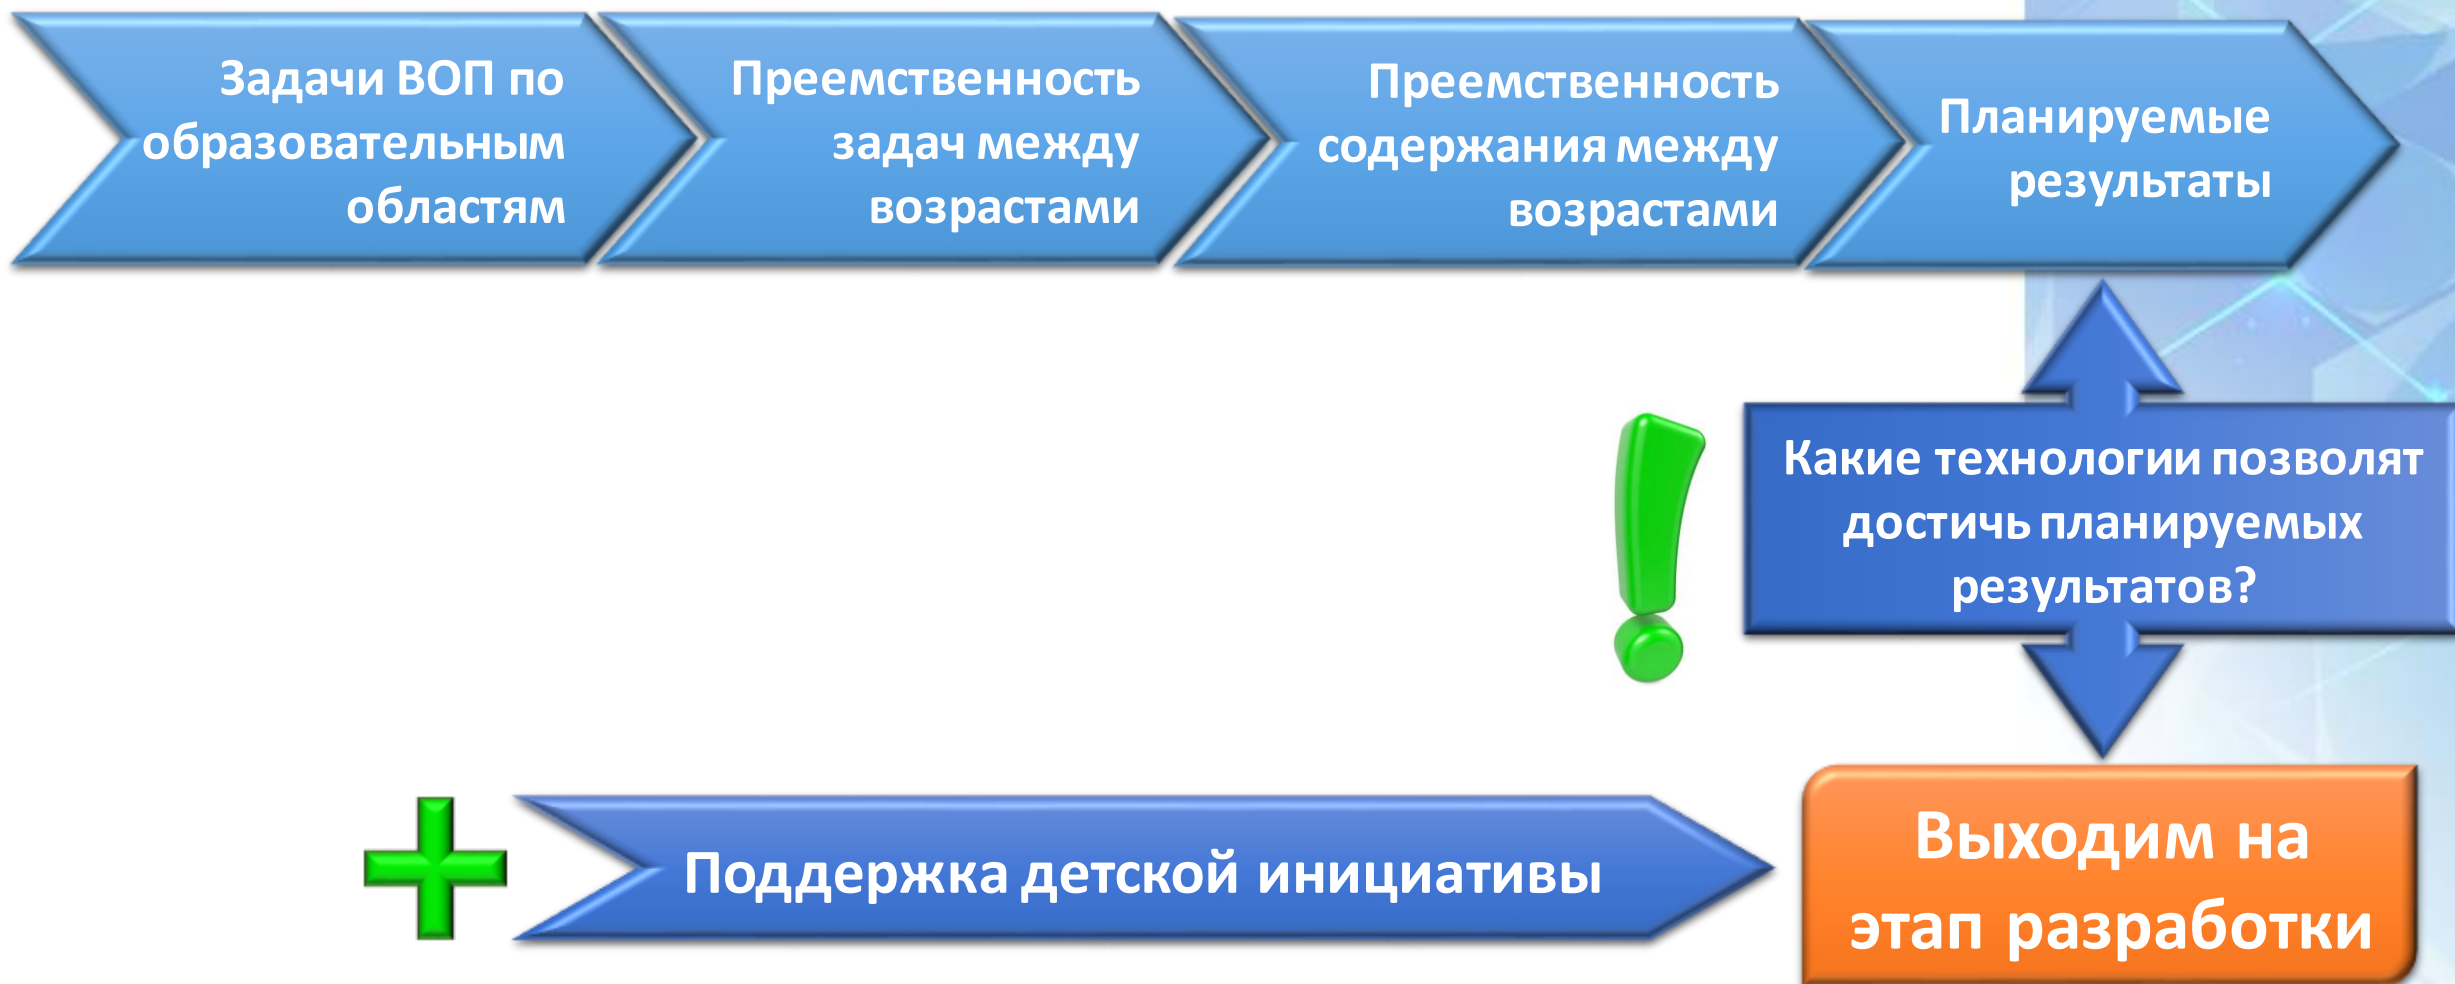 Задачи ВОП по
образовательным
областям
Преемственность
задач между
возрастами
Преемственность
содержания между
возрастами
Планируемые
результаты
Какие технологии позволят
достичь планируемых
результатов?
Поддержка детской инициативы
Выходим на
этап разработки